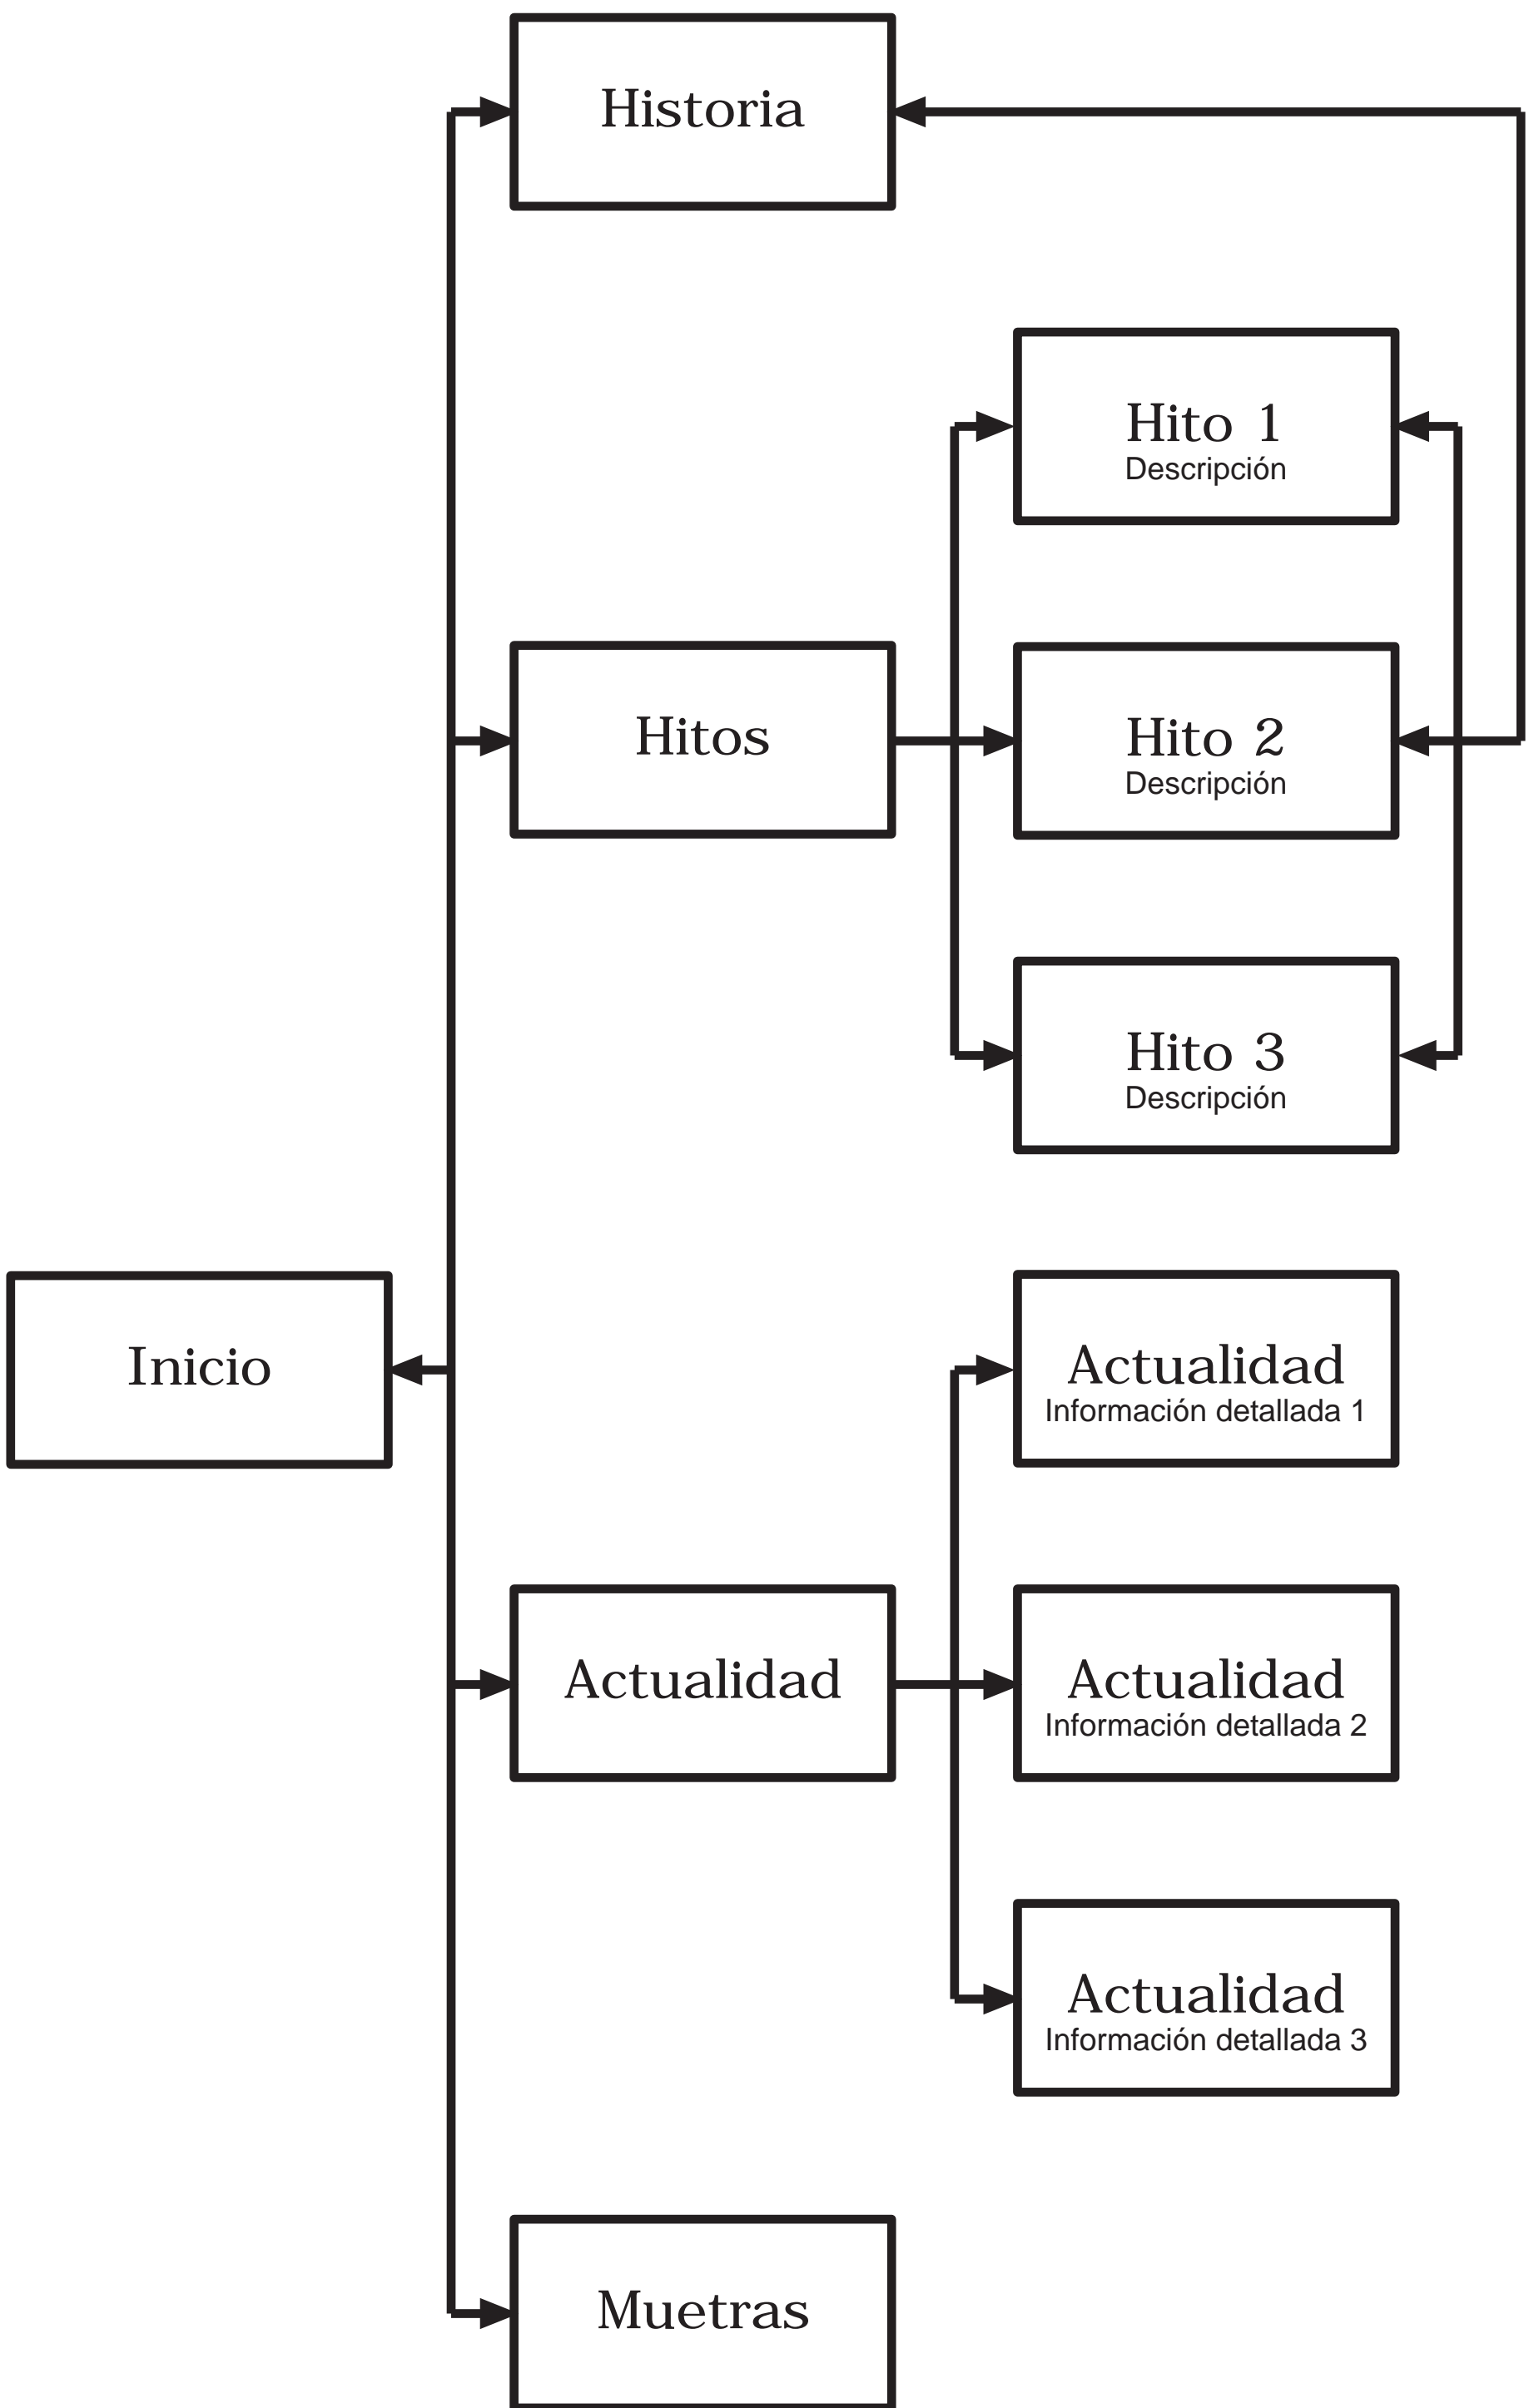 Historia
Hito 1
Descripción
Hitos
Hito 2
Descripción
Hito 3
Descripción
Inicio
Actualidad
Información detallada 1
Actualidad
Actualidad
Información detallada 2
Actualidad
Información detallada 3
Muetras